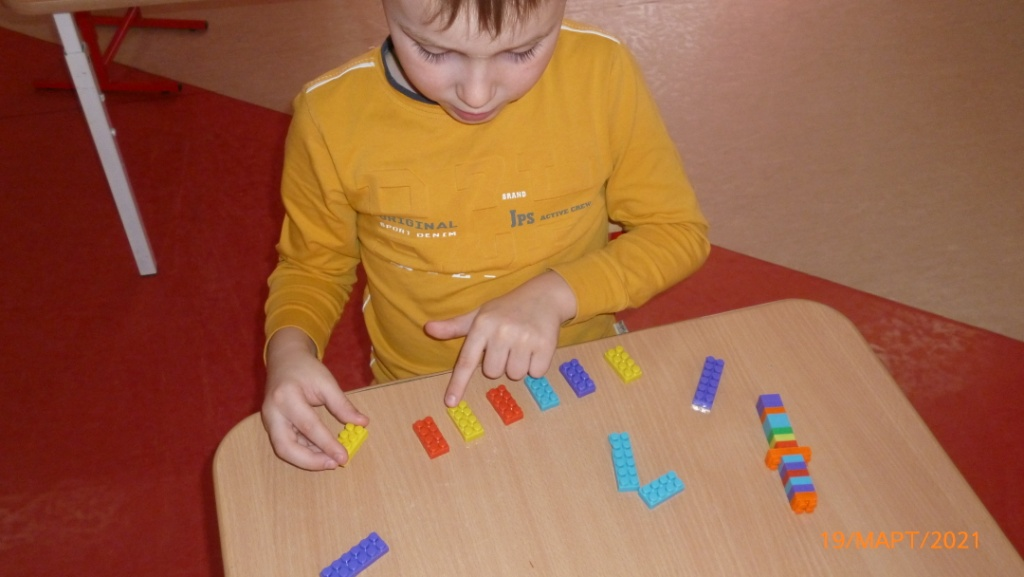 BRAND
ORIGINAL
SPORT DENIM
JPS ACTIVE CREW
19/МАРТ/2021